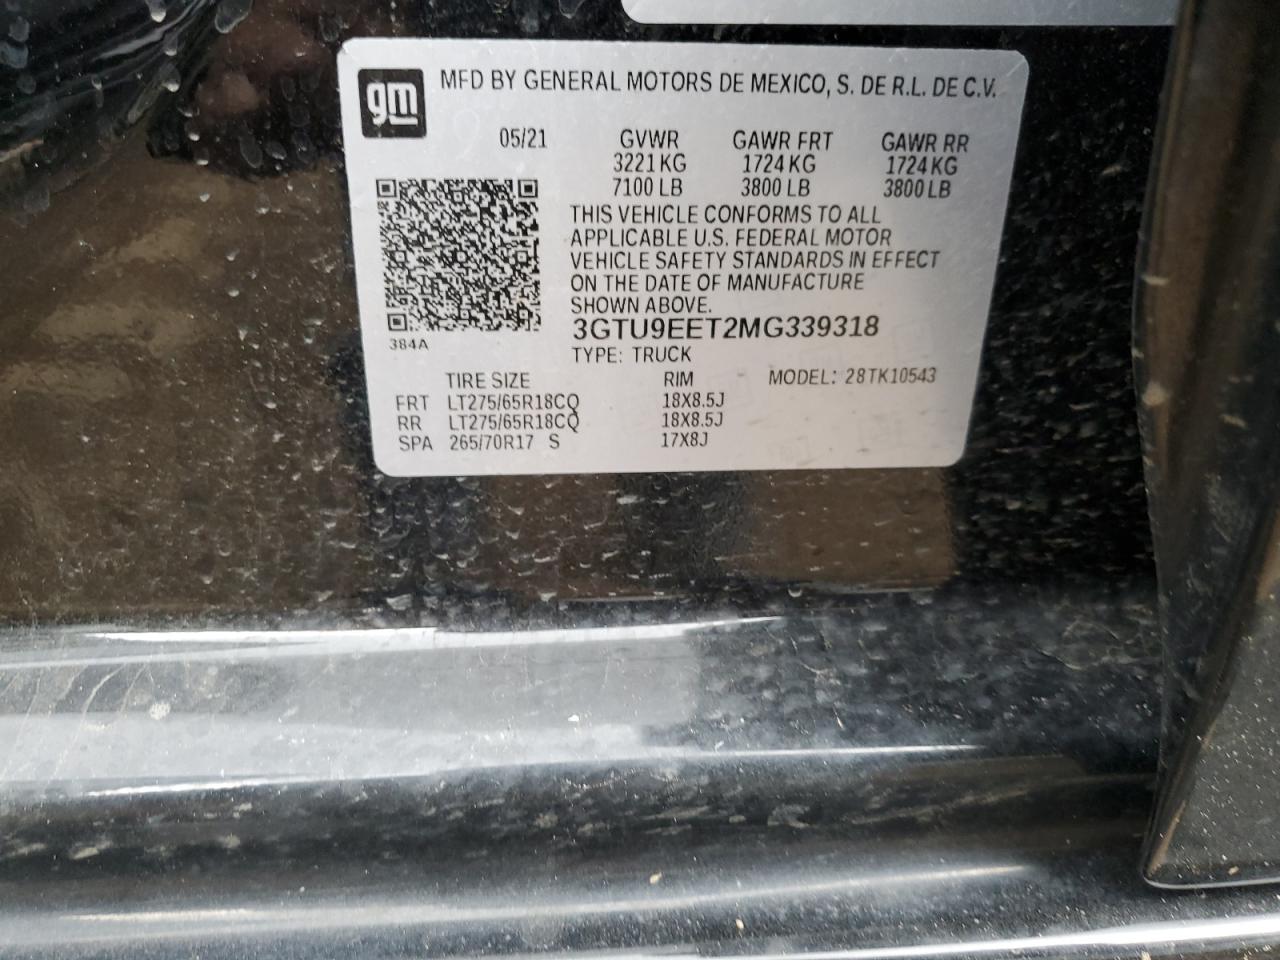 gm
MFD BY GENERAL MOTORS DE MEXICO, S. DE R.L. DE C.V.
05/21 GVWR GAWR FRT GAWR RR
3221 KG 1724 KG 1724 KG
7100 LB 3800 LB 3800 LB
THIS VEHICLE CONFORMS TO ALL
APPLICABLE U.S. FEDERAL MOTOR
VEHICLE SAFETY STANDARDS IN EFFECT
ON THE DATE OF MANUFACTURE
SHOWN ABOVE.
3GTU9EET2MG339318
384A
TYPE: TRUCK
TIRE SIZE RIM MODEL: 28TK10543
FRT LT275/65R18CQ 18X8.5J
RR LT275/65R18CQ 18X8.5J
SPA 265/70R17 S 17X8J